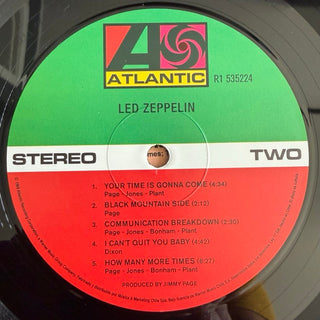 ATLANTIC R1 535224
LED ZEPPELIN
STEREO TWO
1. YOUR TIME IS GONNA COME (4:34)
Page - Jones - Plant
2. BLACK MOUNTAIN SIDE (2:12)
Page
3. COMMUNICATION BREAKDOWN (2:30)
Page - Jones - Bonham - Plant
4. I CAN'T QUIT YOU BABY (4:42)
Dixon
5. HOW MANY MORE TIMES (8:27)
Page - Jones - Bonham
PRODUCED BY JIMMY PAGE